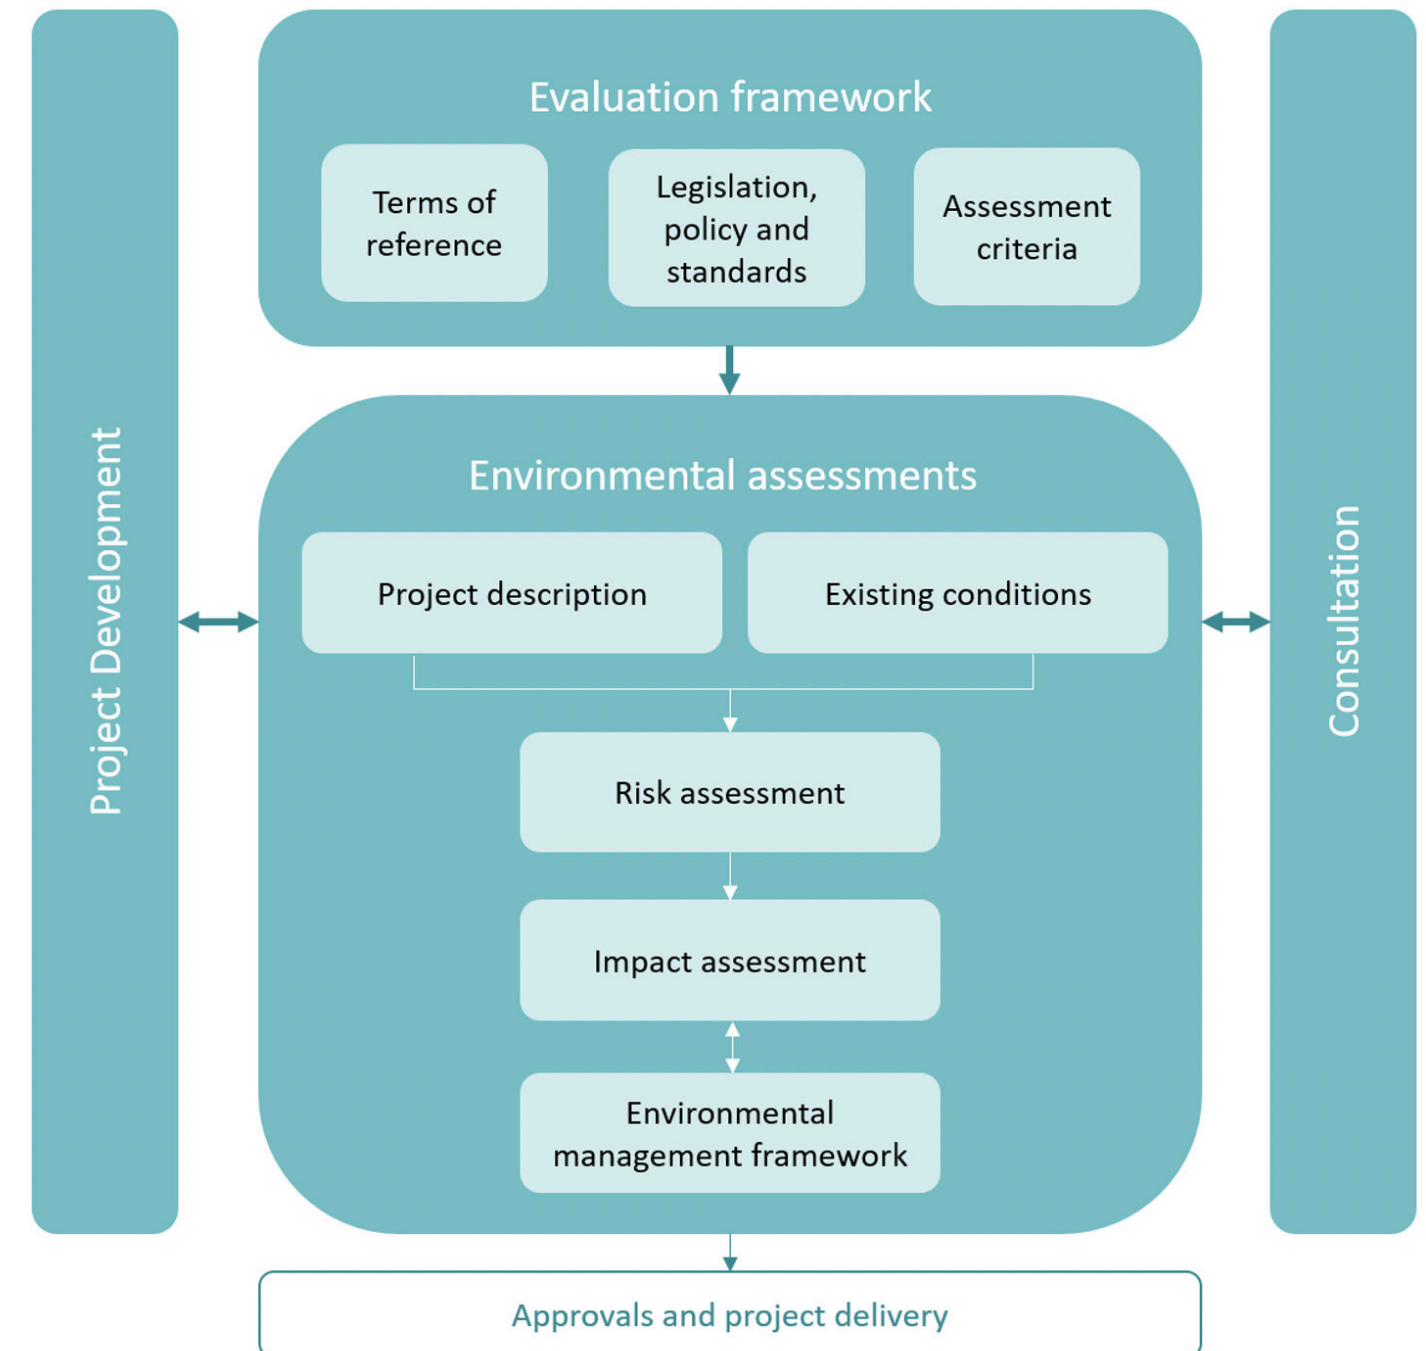 Project Development
Evaluation framework
Terms of
reference
Legislation,
policy and
standards
Assessment
criteria
Environmental assessments
Project description
Existing conditions
Risk assessment
Impact assessment
Environmental
management framework
Consultation
Approvals and project delivery